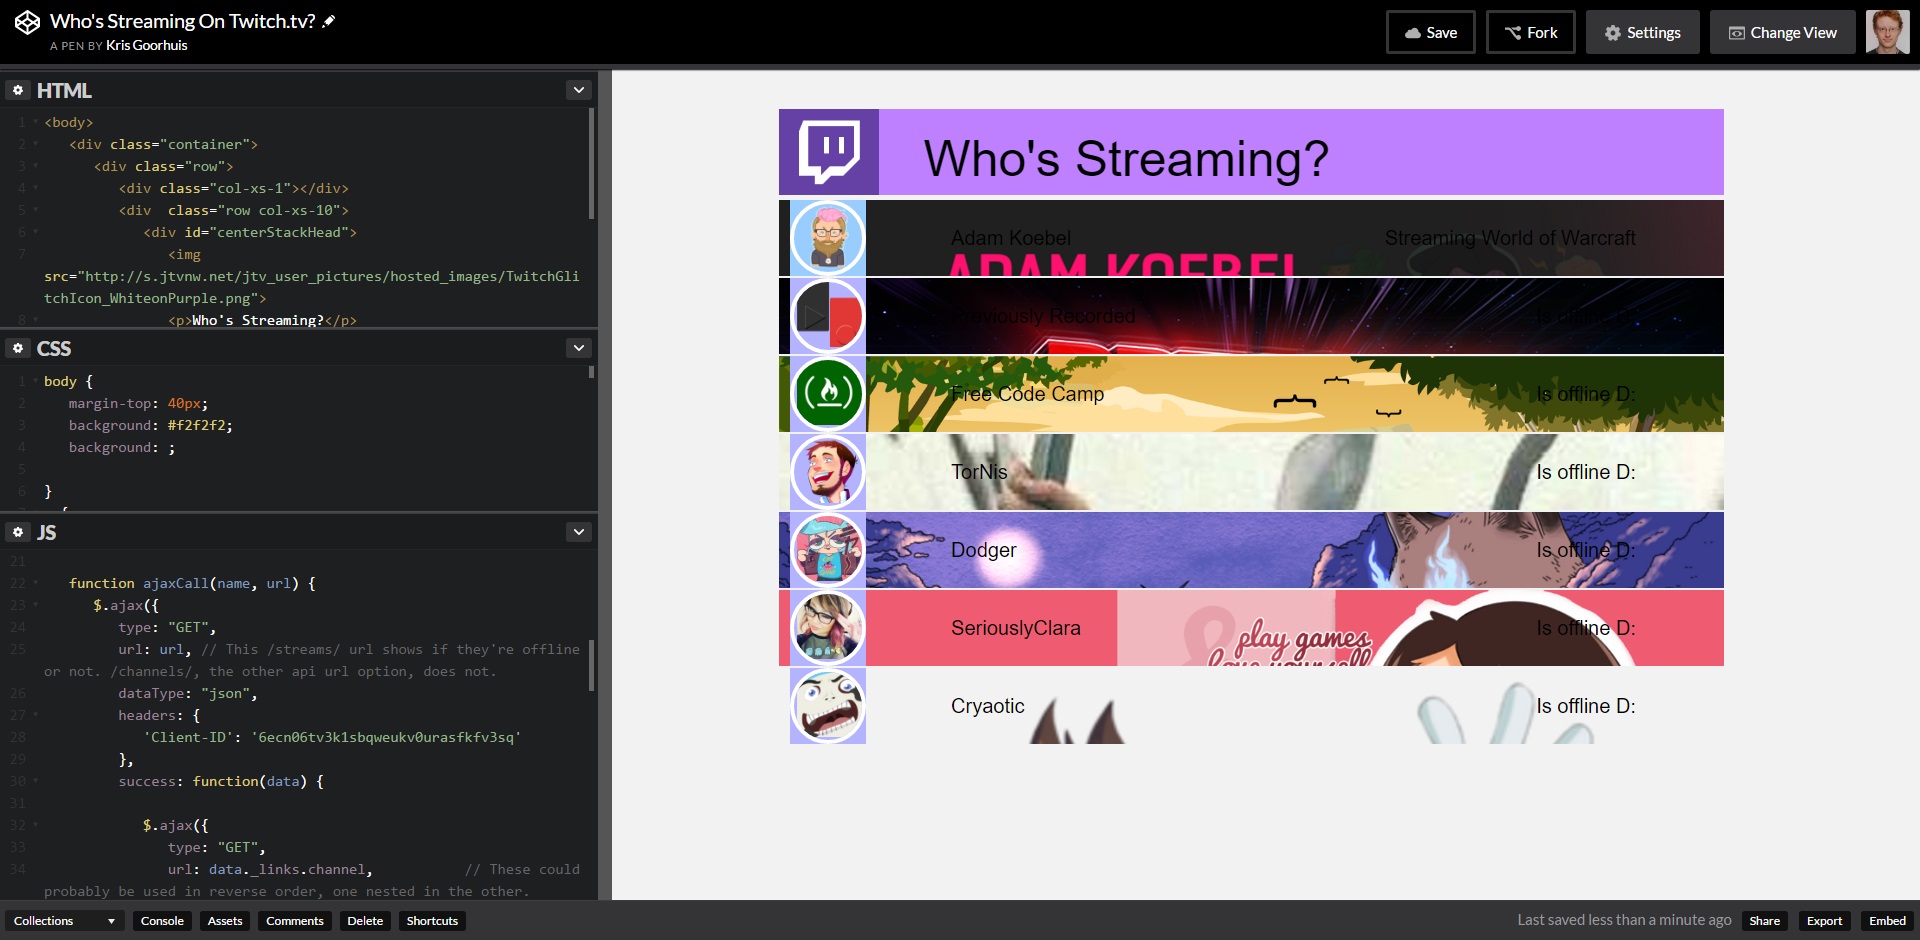 Who's Streaming On Twitch.tv?
A PEN BY Kris Goorhuis
Save
Fork
Settings
Change View
HTML
1 <body>
2 <div class="container">
3 <div class="row">
4 <div class="col-xs-1"></div>
5 <div  class="row col-xs-10">
6 <div id="centerStackHead">
7 <img
src="http://s.jtvnw.net/jtv_user_pictures/hosted_images/TwitchGli
tchIcon_WhiteonPurple.png">
8 <p>Who's Streaming?</p>
CSS
1 body {
2 margin-top: 40px;
3 background: #f2f2f2;
4 background: ;
5
6 }
JS
21
22 function ajaxCall(name, url) {
23 $.ajax({
24 type: "GET",
25 url: url, // This /streams/ url shows if they're offline
or not. /channels/, the other api url option, does not.
26 dataType: "json",
27 headers: {
28 'Client-ID': '6ecn06tv3k1sbqweukv0urasfkfv3sq'
29 },
30 success: function(data) {
31
32 $.ajax({
33 type: "GET",
34 url: data._links.channel, // These could
probably be used in reverse order, one nested in the other.
Who's Streaming?
Adam Koebel
Streaming World of Warcraft
ADAM KOEBEL
Previously Recorded
Is offline D:
Free Code Camp
Is offline D:
TorNis
Is offline D:
Dodger
Is offline D:
SeriouslyClara
Is offline D:
play games
love yourself
Cryaotic
Is offline D:
Collections
Console
Assets
Comments
Delete
Shortcuts
Last saved less than a minute ago
Share
Export
Embed